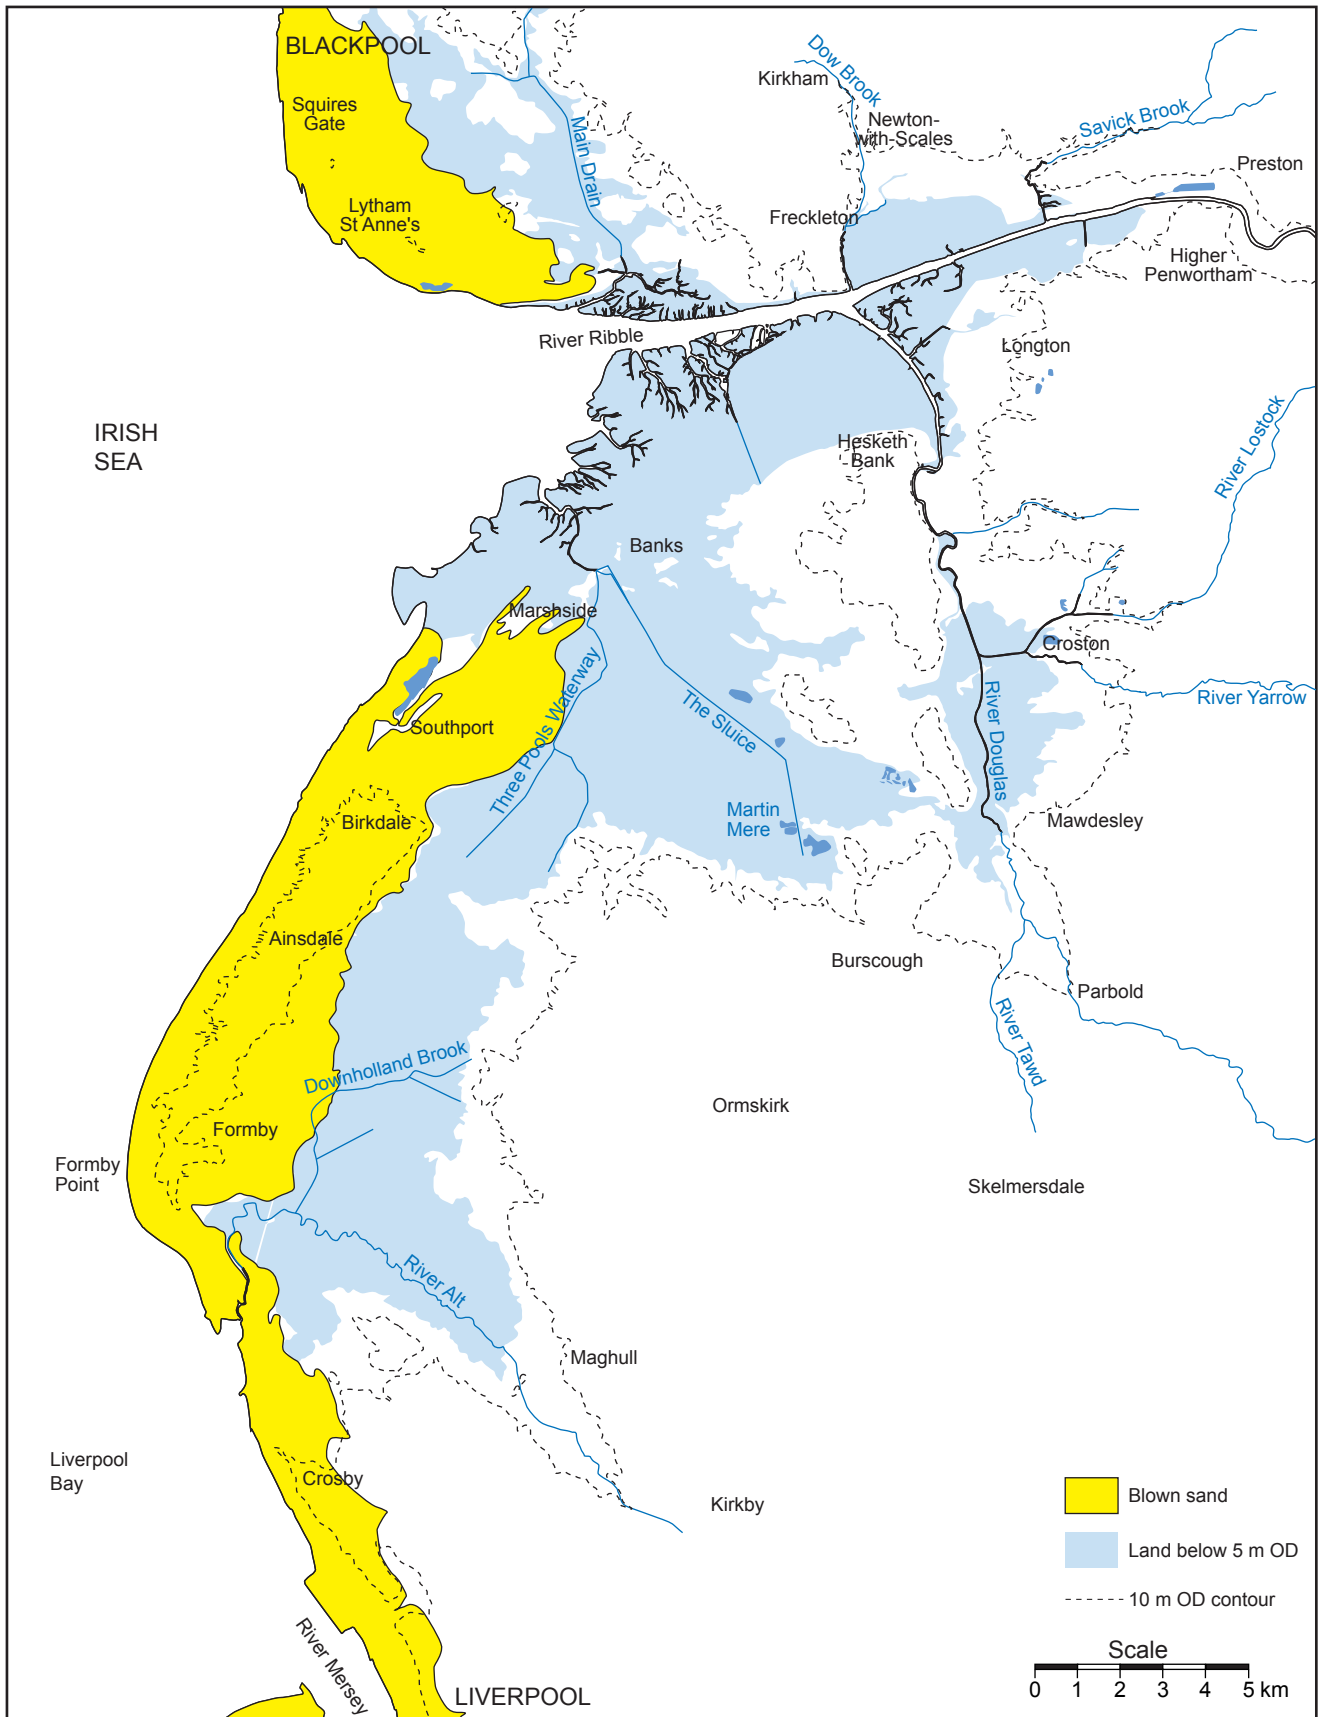 BLACKPOOL
Squires
Gate
Lytham
St Anne's
Main Drain
Kirkham
Dow Brook
Newton-
with-Scales
Savick Brook
Preston
Freckleton
Higher
Penwortham
River Ribble
Longton
IRISH
SEA
Hesketh
Bank
River Lostock
Banks
Marshside
Croston
River Yarrow
Southport
Three Pools Waterway
The Sluice
River Douglas
Birkdale
Martin
Mere
Mawdesley
Ainsdale
Burscough
Parbold
River Tawd
Downholland Brook
Ormskirk
Formby
Formby
Point
Skelmersdale
River Alt
Maghull
Liverpool
Bay
Crosby
Kirkby
Blown sand
Land below 5 m OD
10 m OD contour
River Mersey
LIVERPOOL
Scale
0 1 2 3 4 5 km